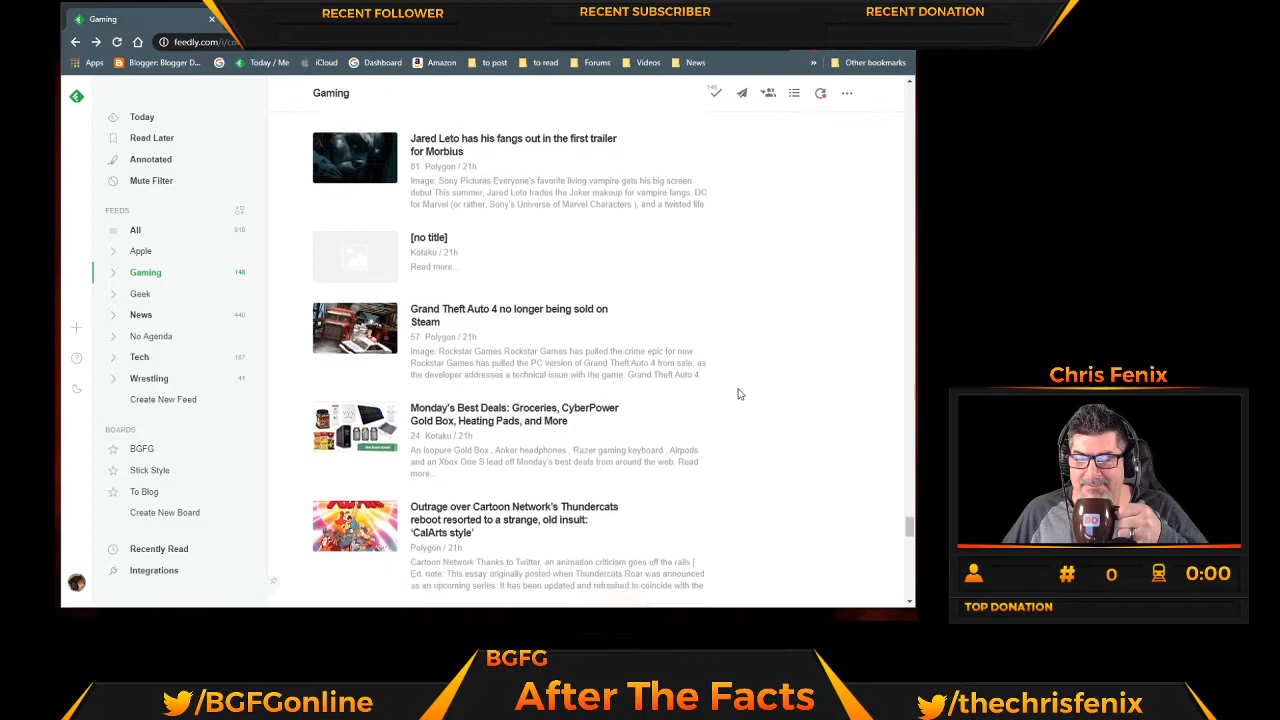 RECENT FOLLOWER
RECENT SUBSCRIBER
RECENT DONATION
Gaming
feedly.com/i/co
Apps
Blogger: Blogger D...
Today / Me
iCloud
Dashboard
Amazon
to post
to read
Forums
Videos
News
»
Other bookmarks
Today
Read Later
Annotated
Mute Filter
FEEDS
All
Apple
Gaming 148
Geek
News 440
No Agenda
Tech 187
Wrestling 41
Create New Feed
BOARDS
BGFG
Stick Style
To Blog
Create New Board
Recently Read
Integrations
Gaming
148
Jared Leto has his fangs out in the first trailer
for Morbius
81 Polygon / 21h
Image: Sony Pictures Everyone's favorite living vampire gets his big screen
debut This summer, Jared Leto trades the Joker makeup for vampire fangs, DC
for Marvel (or rather, Sony's Universe of Marvel Characters ), and a twisted life
[no title]
Kotaku / 21h
Read more...
Grand Theft Auto 4 no longer being sold on
Steam
57 Polygon / 21h
Image: Rockstar Games Rockstar Games has pulled the crime epic for now
Rockstar Games has pulled the PC version of Grand Theft Auto 4 from sale, as
the developer addresses a technical issue with the game. Grand Theft Auto 4
Monday's Best Deals: Groceries, CyberPower
Gold Box, Heating Pads, and More
24 Kotaku / 21h
An Isopure Gold Box , Anker headphones , Razer gaming keyboard , Airpods
and an Xbox One S lead off Monday's best deals from around the web. Read
more...
Outrage over Cartoon Network's Thundercats
reboot resorted to a strange, old insult:
'CalArts style'
Polygon / 21h
Cartoon Network Thanks to Twitter, an animation criticism goes off the rails [
Ed. note: This essay originally posted when Thundercats Roar was announced
as an upcoming series. It has been updated and refreshed to coincide with the
Chris Fenix
DD
# 0
0:00
TOP DONATION
BGFG
After The Facts
/BGFGonline
/thechrisfenix